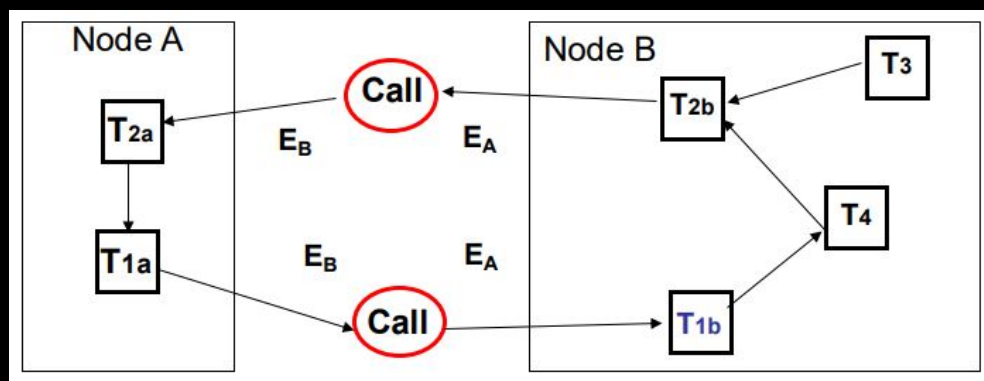 Node A
Call
Node B
T3
T2b
T2a
EB
EA
T4
T1a
EB
EA
Call
T1b